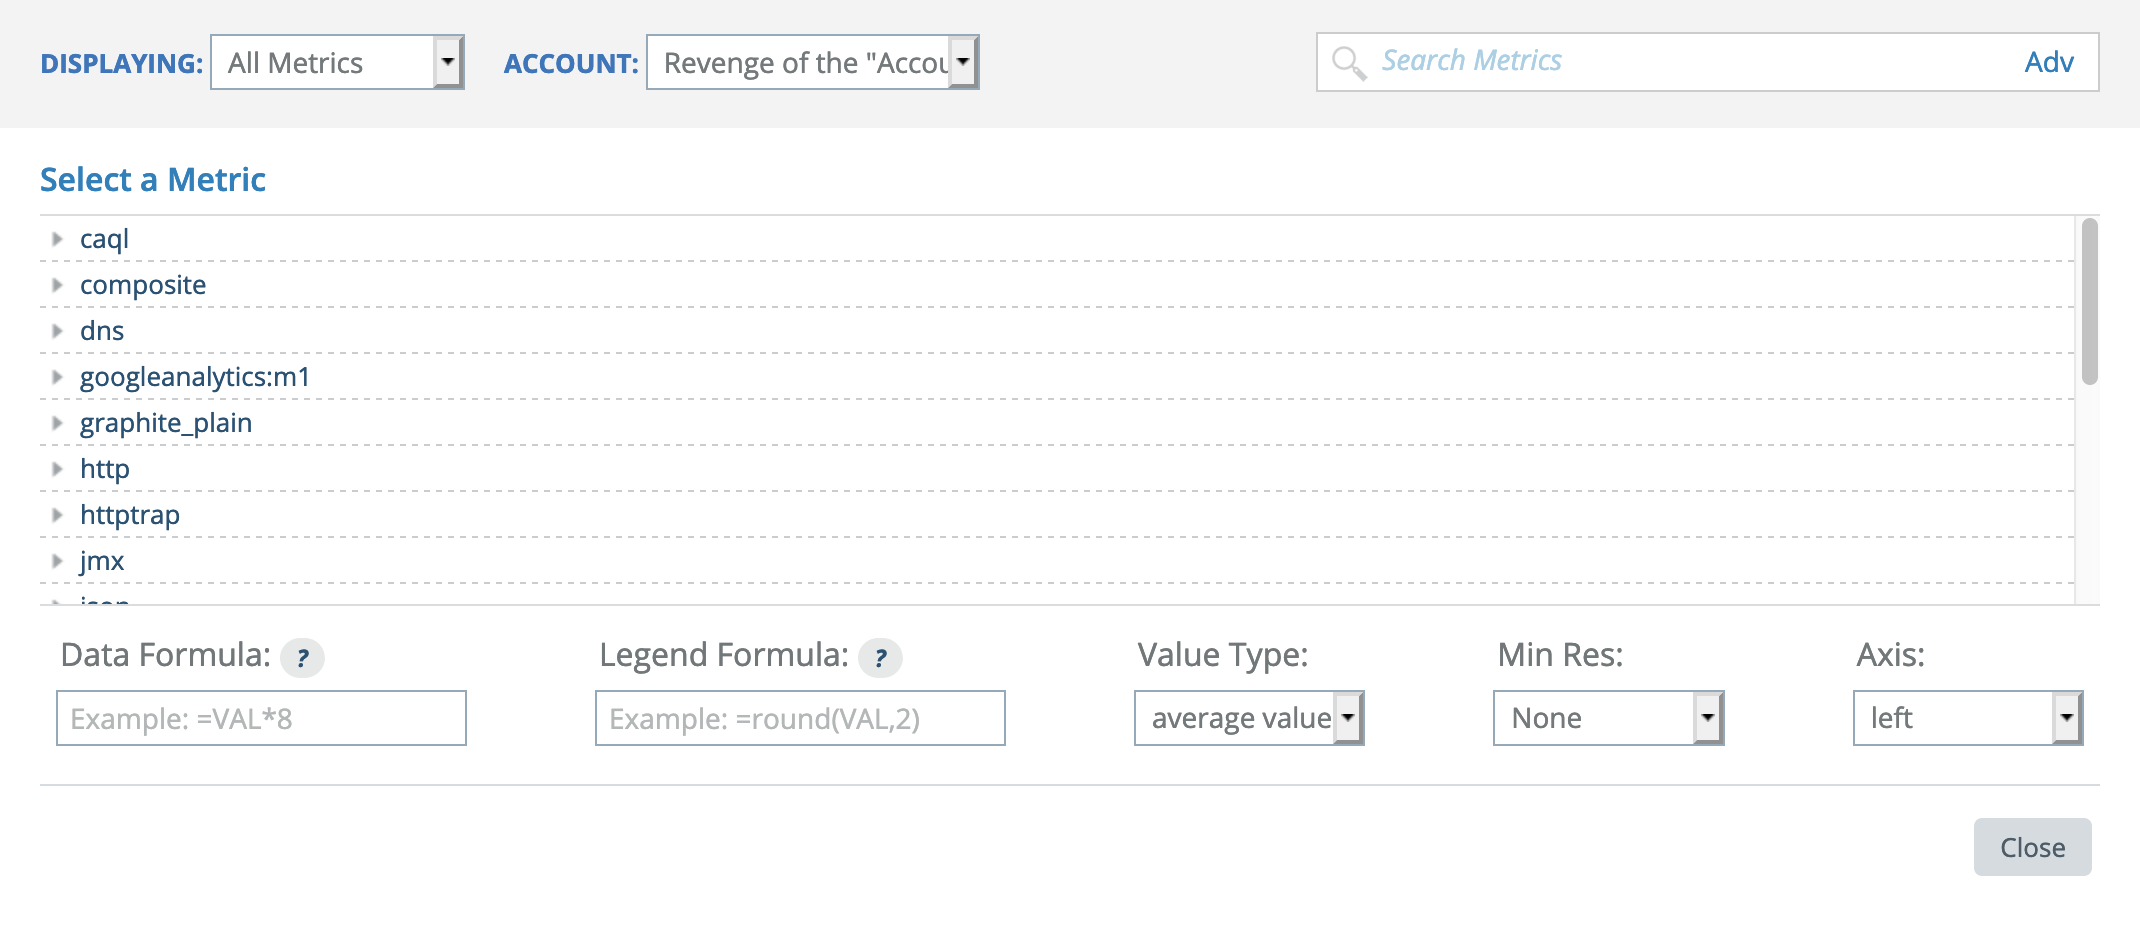 DISPLAYING: All Metrics ACCOUNT: Revenge of the "Accou Search Metrics Adv
Select a Metric
caql
composite
dns
googleanalytics:m1
graphite_plain
http
httptrap
jmx
Data Formula: ? Legend Formula: ? Value Type: Min Res: Axis:
Example: =VAL*8 Example: =round(VAL,2) average value None left
Close